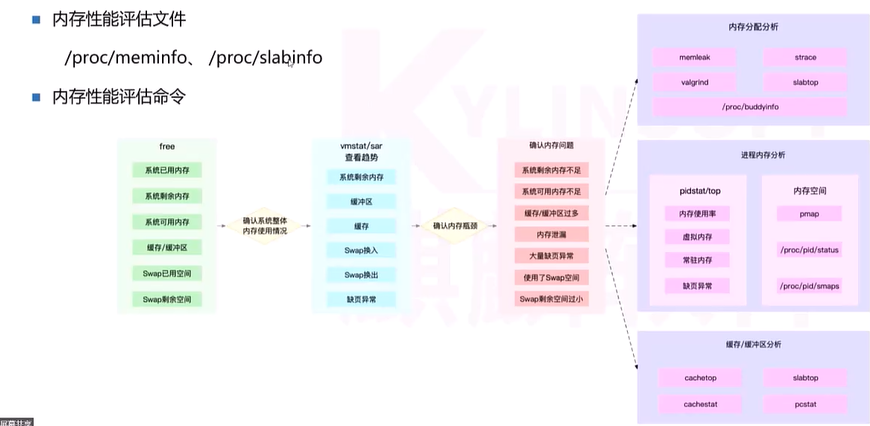 内存性能评估文件
/proc/meminfo、 /proc/slabinfo
内存性能评估命令
free
系统已用内存
系统剩余内存
系统可用内存
缓存/缓冲区
Swap已用空间
Swap剩余空间
确认系统整体
内存使用情况
vmstat/sar
查看趋势
系统剩余内存
缓冲区
缓存
Swap换入
Swap换出
缺页异常
确认内存瓶颈
确认内存问题
系统剩余内存不足
系统可用内存不足
缓存/缓冲区过多
内存泄漏
大量缺页异常
使用了Swap空间
Swap剩余空间过小
内存分配分析
memleak
strace
valgrind
slabtop
/proc/buddyinfo
进程内存分析
pidstat/top
内存使用率
虚拟内存
常驻内存
缺页异常
内存空间
pmap
/proc/pid/status
/proc/pid/smaps
缓存/缓冲区分析
cachetop
slabtop
cachestat
pcstat
屏幕共享